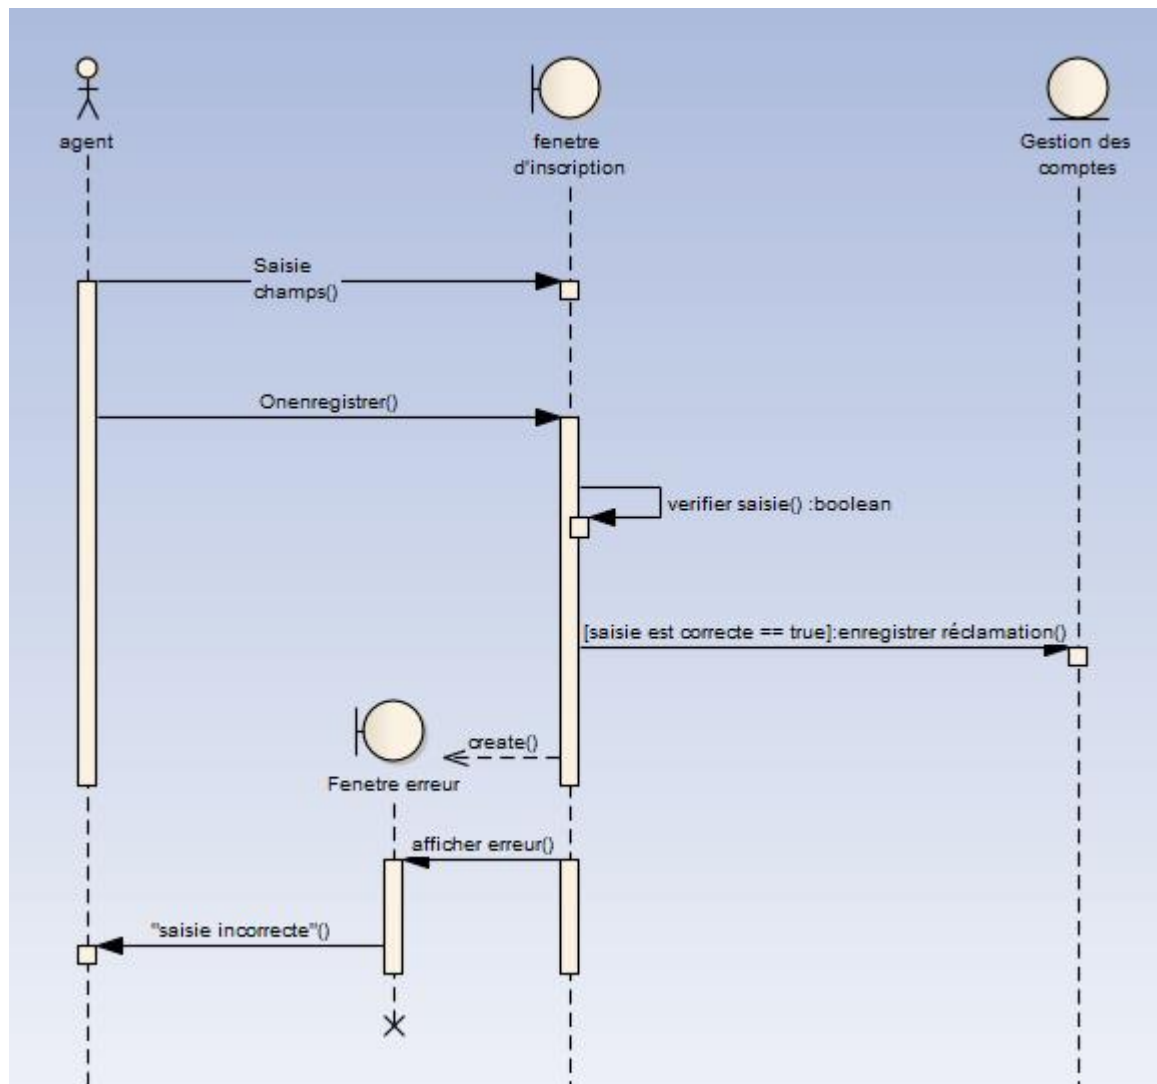 agent
fenetre
d'inscription
Gestion des
comptes
Saisie
champs()
Onenregistrer()
verifier saisie() :boolean
[saisie est correcte == true]:enregistrer réclamation()
create()
Fenetre erreur
afficher erreur()
"saisie incorrecte"()